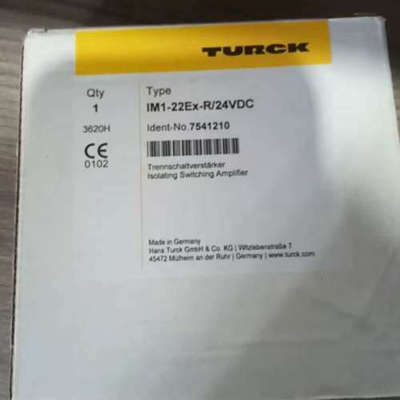 TURCK
Qty
1
3620H
CE
0102
Type
IM1-22Ex-R/24VDC
Ident-No.7541210
Trennschaltverstärker
Isolating Switching Amplifier
Made in Germany
Hans Turck GmbH & Co. KG | Witzlebenstraße 7
45472 Mülheim an der Ruhr | Germany | www.turck.com